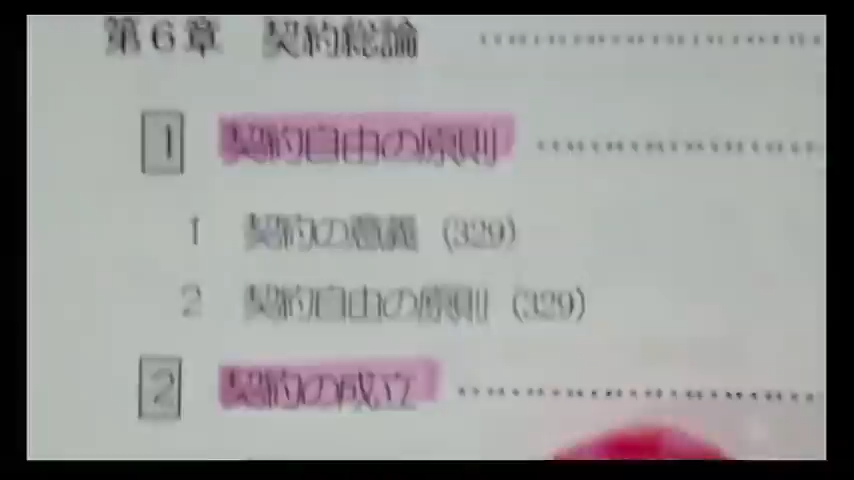 第6章 契約総論
1 契約自由の原則
1 契約の意義 (329)
2 契約自由の原則 (329)
2 契約の成立